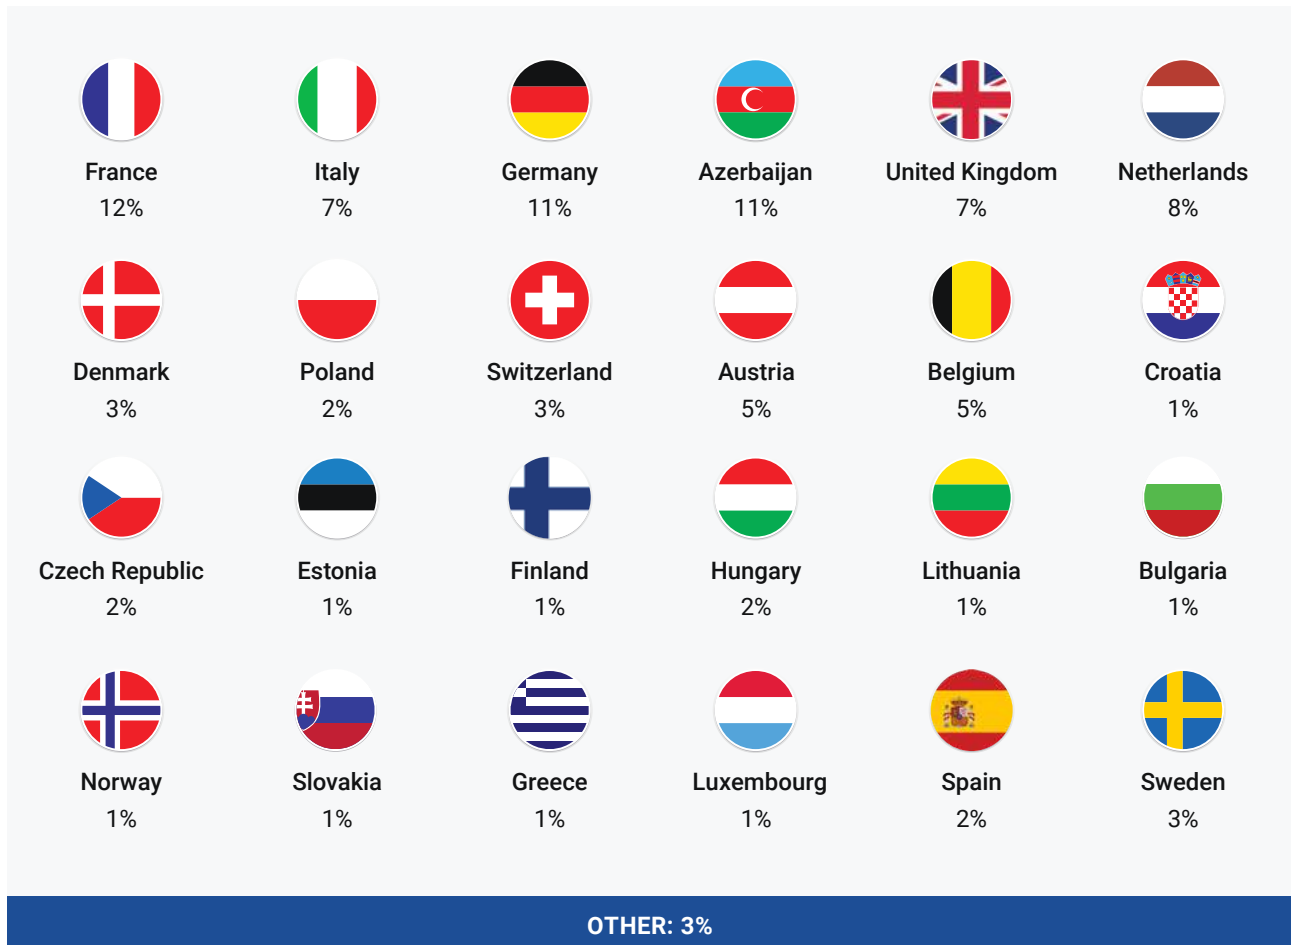 France Italy Germany Azerbaijan United Kingdom Netherlands
12% 7% 11% 11% 7% 8%
Denmark Poland Switzerland Austria Belgium Croatia
3% 2% 3% 5% 5% 1%
Czech Republic Estonia Finland Hungary Lithuania Bulgaria
2% 1% 1% 2% 1% 1%
Norway Slovakia Greece Luxembourg Spain Sweden
1% 1% 1% 1% 2% 3%
OTHER: 3%